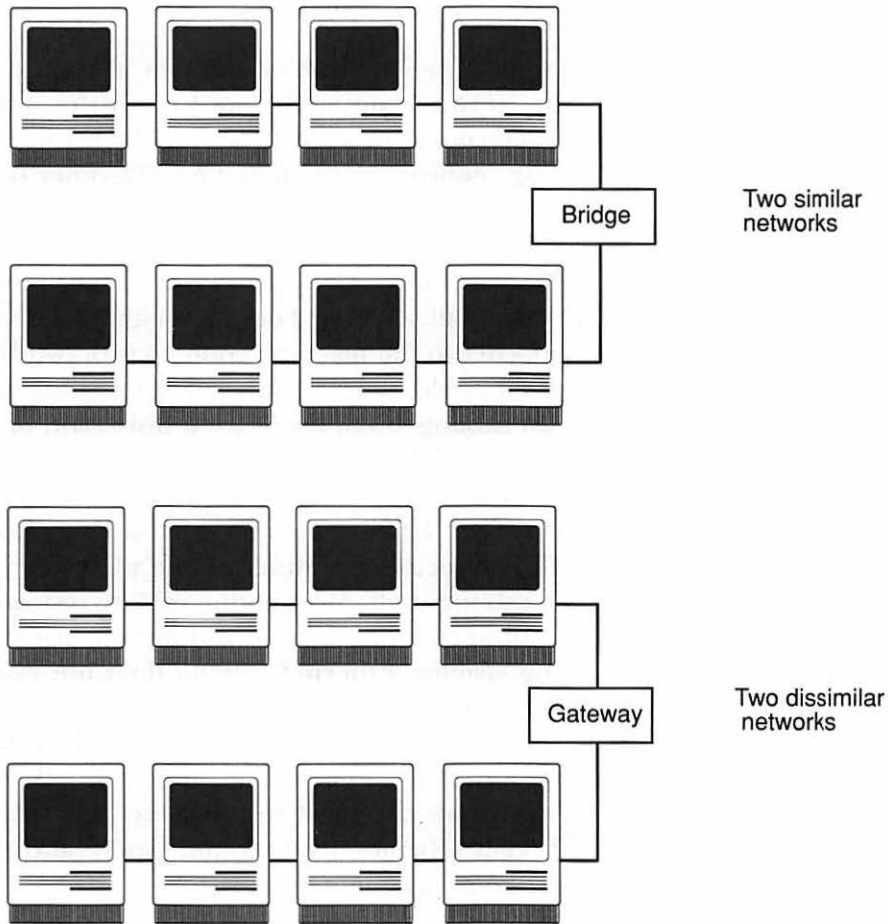 Bridge
Two similar
networks
Gateway
Two dissimilar
networks